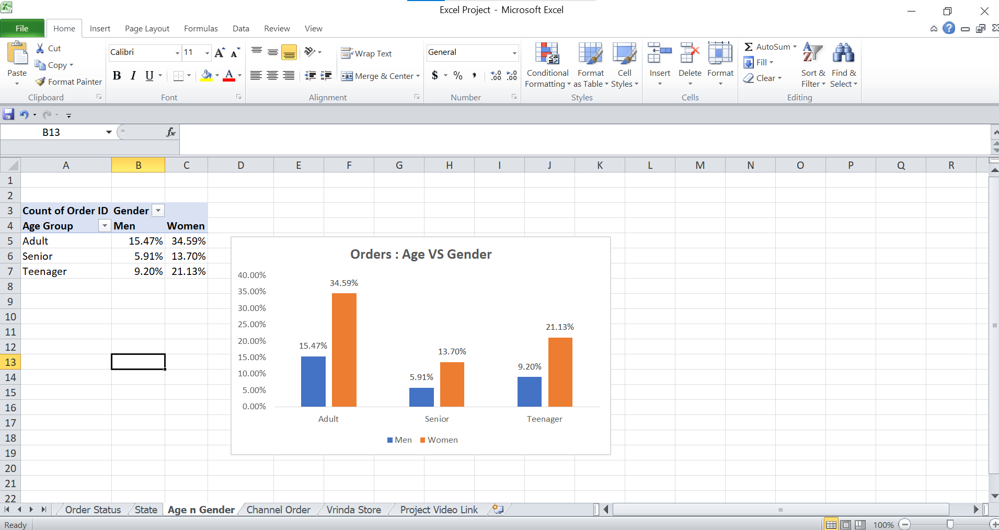 Excel Project - Microsoft Excel
File Home Insert Page Layout Formulas Data Review View
Paste
Cut
Copy
Format Painter
Clipboard
Calibri 11
B I U A
Font
Wrap Text
Merge & Center
Alignment
General
$ % , .00 .00
Number
Conditional Formatting
Format as Table
Cell Styles
Styles
Insert Delete Format
Cells
Σ AutoSum
Fill
Clear
Sort & Filter
Find & Select
Editing
B13 fx
A B C D E F G H I J K L M N O P Q R
1
2
3 Count of Order ID Gender
4 Age Group Men Women
5 Adult 15.47% 34.59%
6 Senior 5.91% 13.70%
7 Teenager 9.20% 21.13%
8
9
10
11
12
13
14
15
16
17
18
19
20
21
22
Orders : Age VS Gender
40.00%
35.00%
30.00%
25.00%
20.00%
15.00%
10.00%
5.00%
0.00%
15.47% 34.59%
5.91% 13.70%
9.20% 21.13%
Adult Senior Teenager
Men Women
Order Status State Age n Gender Channel Order Vrinda Store Project Video Link
Ready 100%